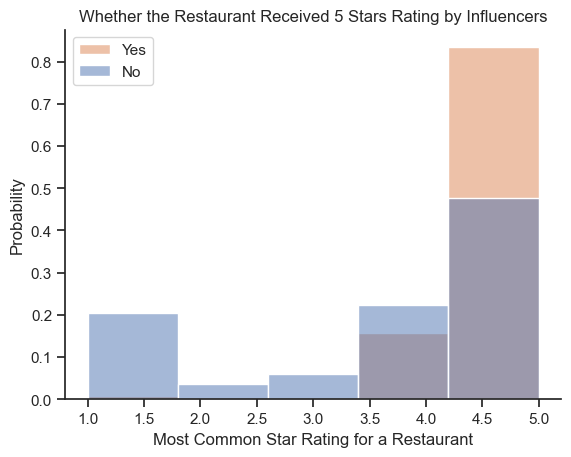 Whether the Restaurant Received 5 Stars Rating by Influencers
Yes
No
0.8
0.7
0.6
0.5
0.4
0.3
0.2
0.1
0.0
Probability
1.0 1.5 2.0 2.5 3.0 3.5 4.0 4.5 5.0
Most Common Star Rating for a Restaurant